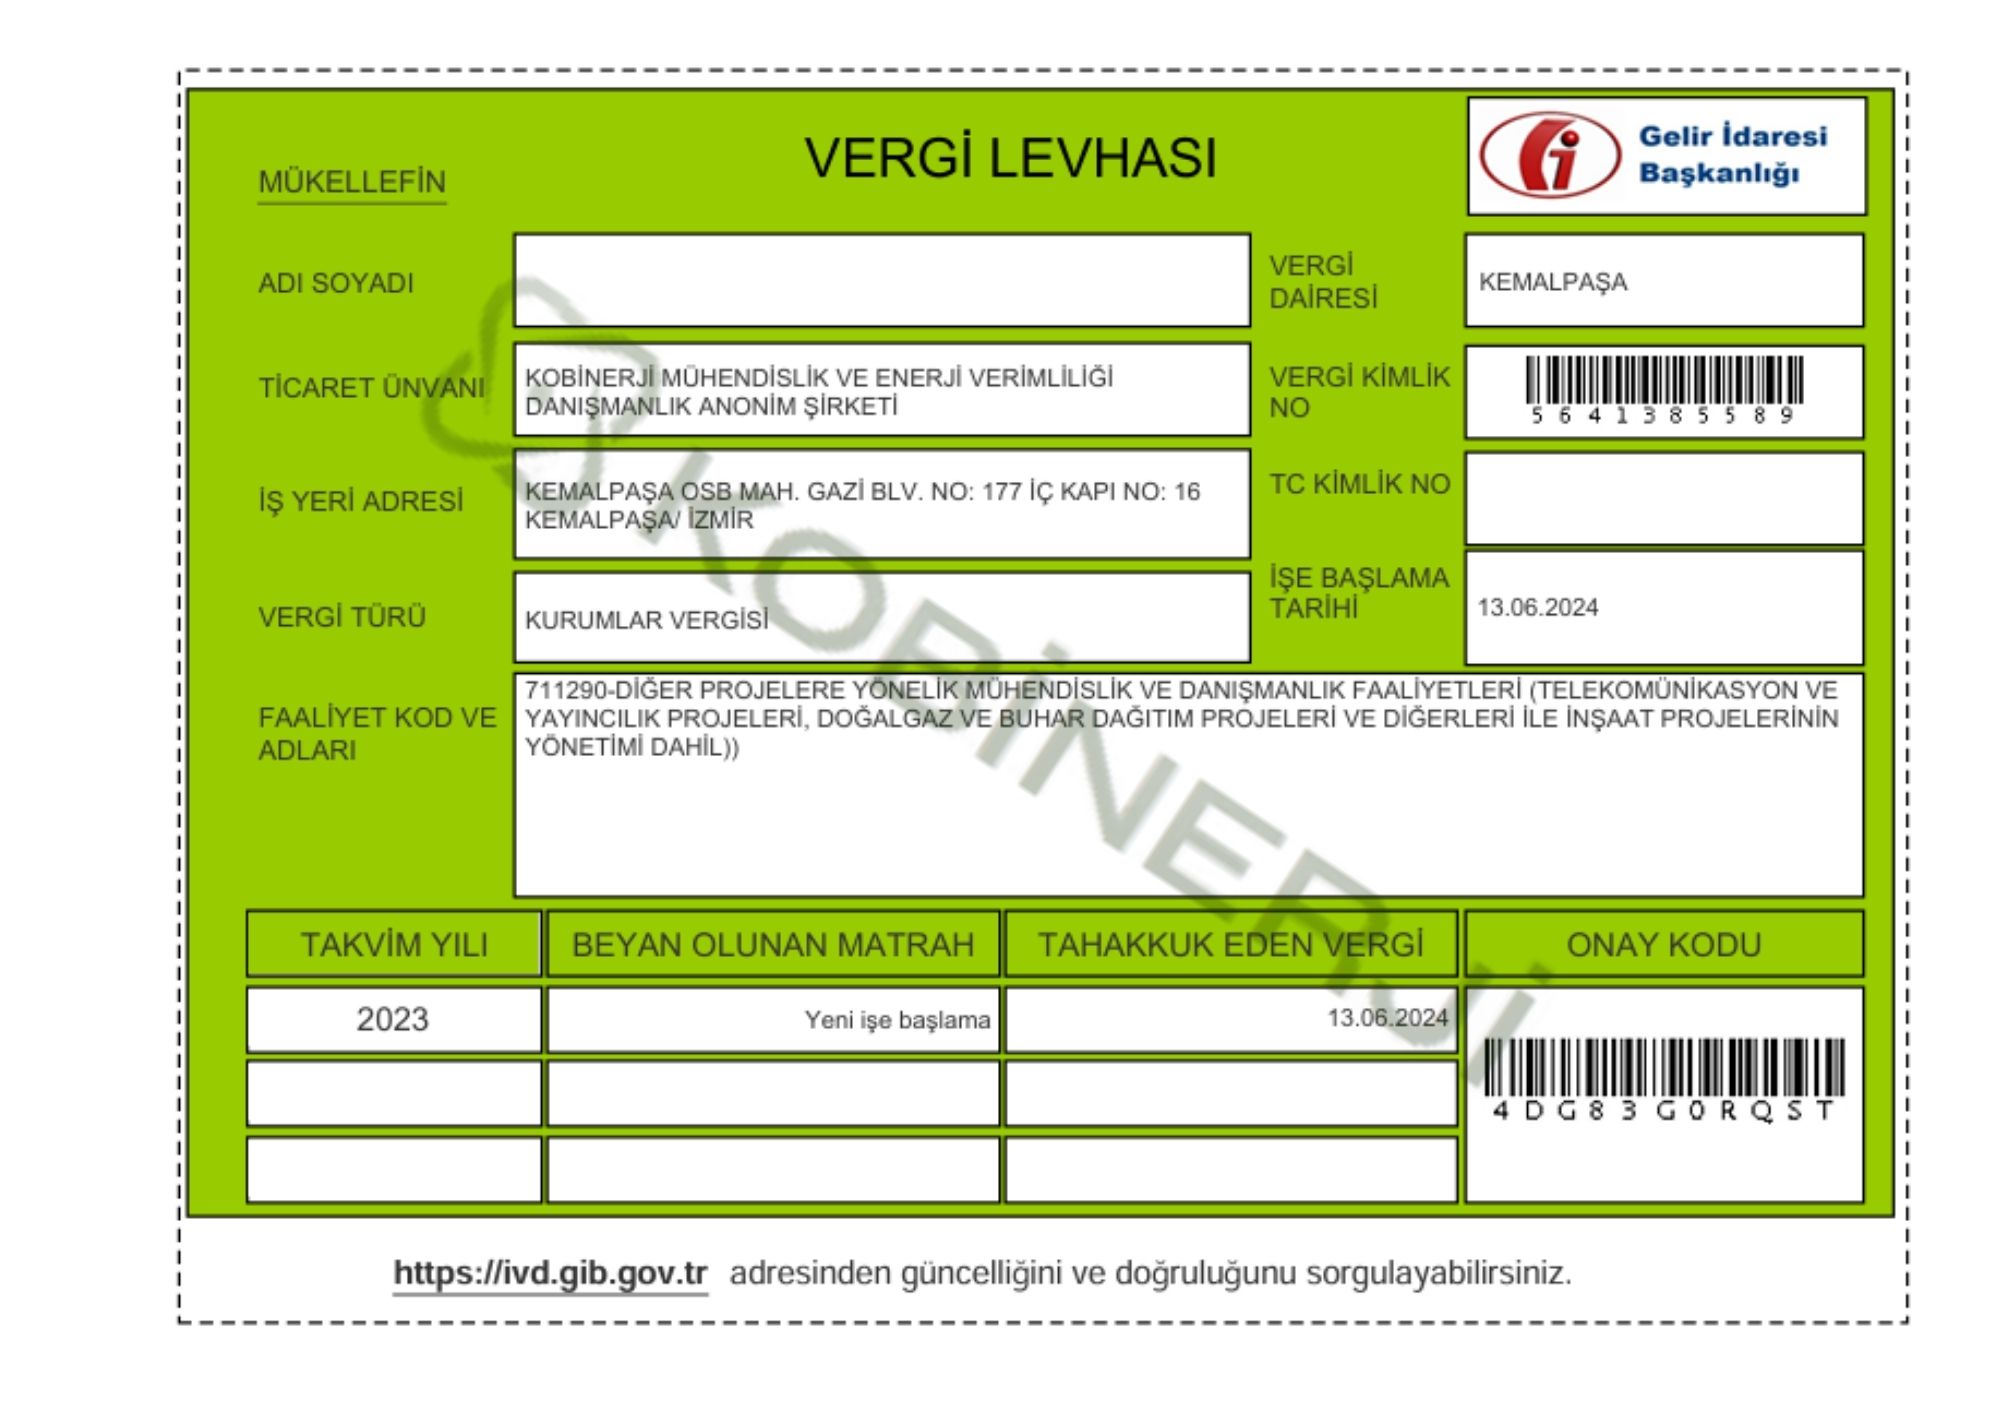 VERGİ LEVHASI
Gelir İdaresi
Başkanlığı
MÜKELLEFİN
ADI SOYADI
VERGİ
DAİRESİ
KEMALPAŞA
TİCARET ÜNVANI
KOBİNERJİ MÜHENDİSLİK VE ENERJİ VERİMLİLİĞİ
DANIŞMANLIK ANONİM ŞİRKETİ
VERGİ KİMLİK
NO
5641385589
İŞ YERİ ADRESİ
KEMALPAŞA OSB MAH. GAZİ BLV. NO: 177 İÇ KAPI NO: 16
KEMALPAŞA/ İZMİR
TC KİMLİK NO
VERGİ TÜRÜ
KURUMLAR VERGİSİ
İŞE BAŞLAMA
TARİHİ
13.06.2024
FAALİYET KOD VE
ADLARI
711290-DİĞER PROJELERE YÖNELİK MÜHENDİSLİK VE DANIŞMANLIK FAALİYETLERİ (TELEKOMÜNİKASYON VE
YAYINCILIK PROJELERİ, DOĞALGAZ VE BUHAR DAĞITIM PROJELERİ VE DİĞERLERİ İLE İNŞAAT PROJELERİNİN
YÖNETİMİ DAHİL))
KOBİNERJİ
TAKVİM YILI
BEYAN OLUNAN MATRAH
TAHAKKUK EDEN VERGİ
ONAY KODU
2023
Yeni işe başlama
13.06.2024
4DG83G0RQST
https://ivd.gib.gov.tr adresinden güncelliğini ve doğruluğunu sorgulayabilirsiniz.